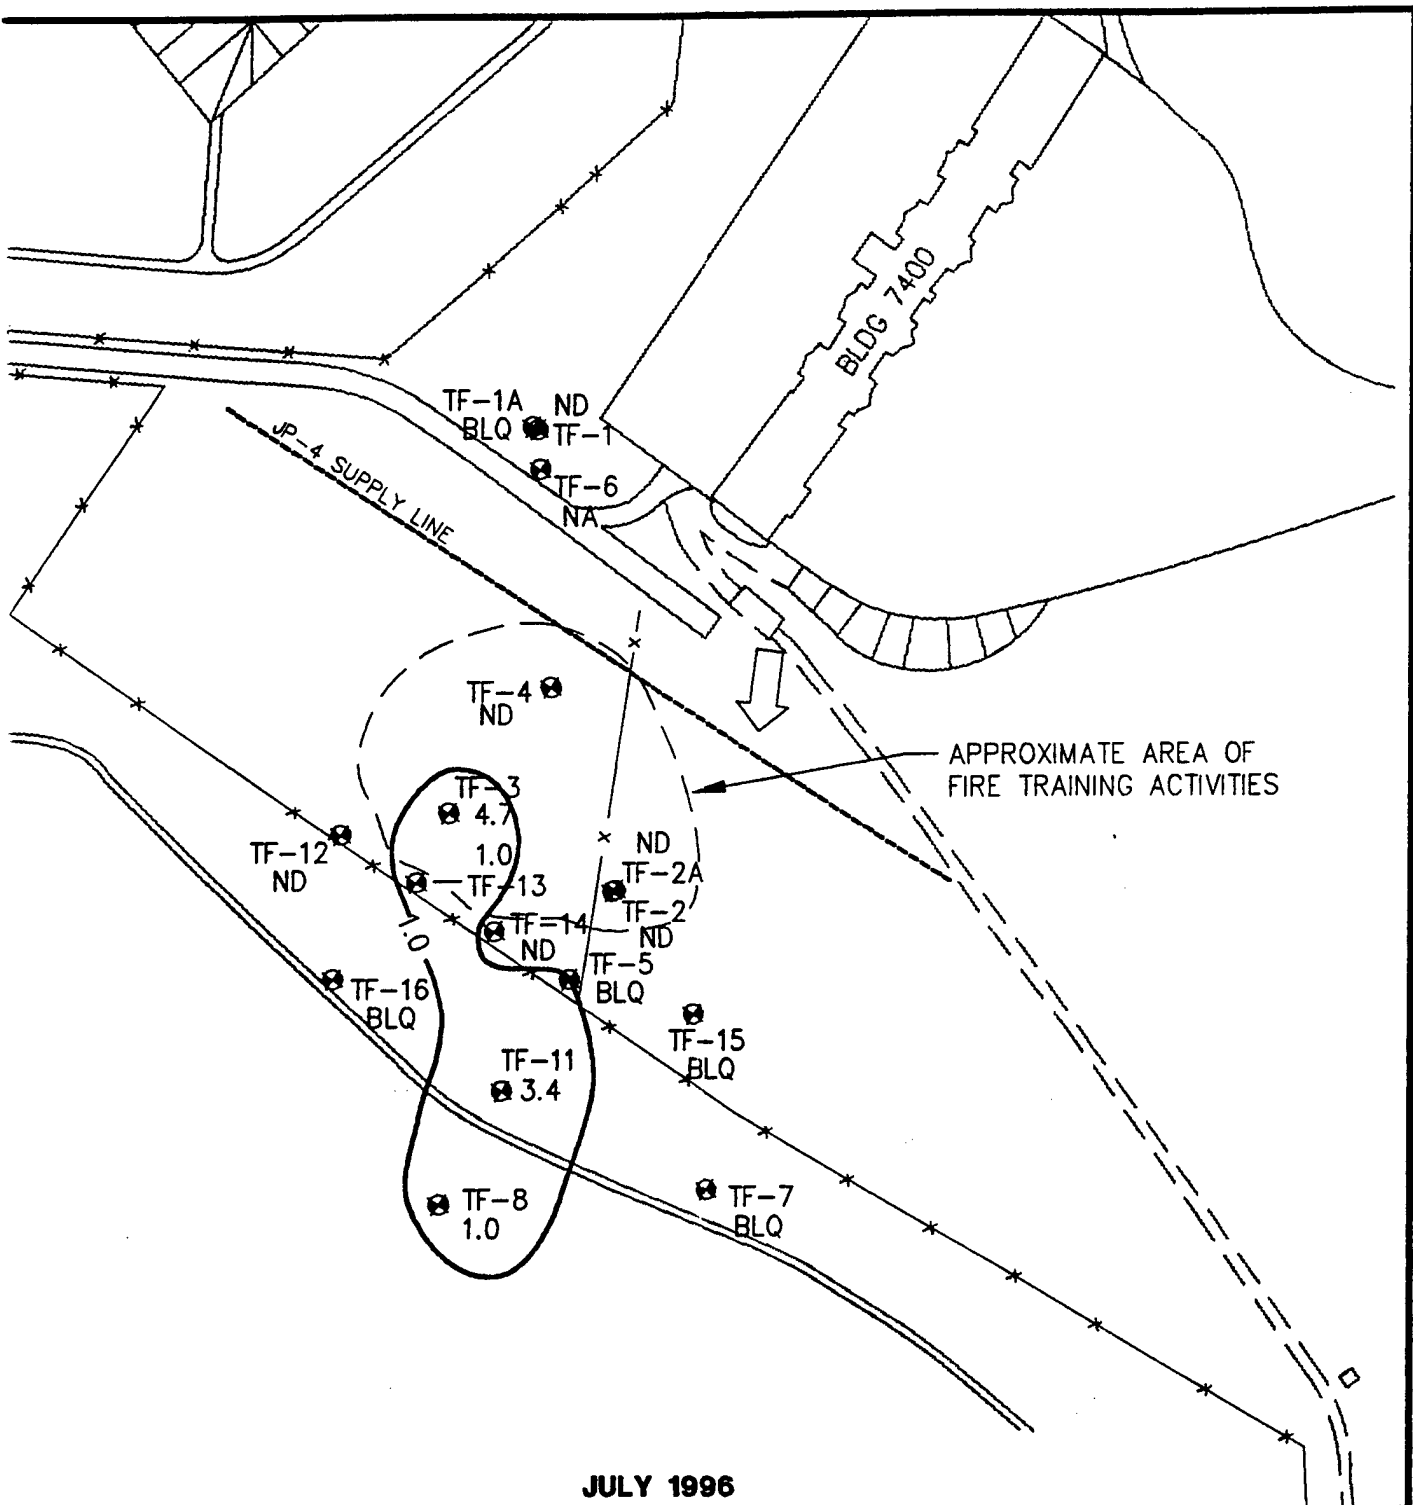 BLDG 7400
TF-1A
BLQ
ND
TF-1
TF-6
NA
JP-4 SUPPLY LINE
TF-4
ND
APPROXIMATE AREA OF
FIRE TRAINING ACTIVITIES
TF-3
4.7
1.0
TF-13
TF-12
ND
ND
TF-2A
TF-2
ND
TF-14
ND
1.0
TF-5
BLQ
TF-16
BLQ
TF-15
BLQ
TF-11
3.4
TF-8
1.0
TF-7
BLQ
JULY 1996